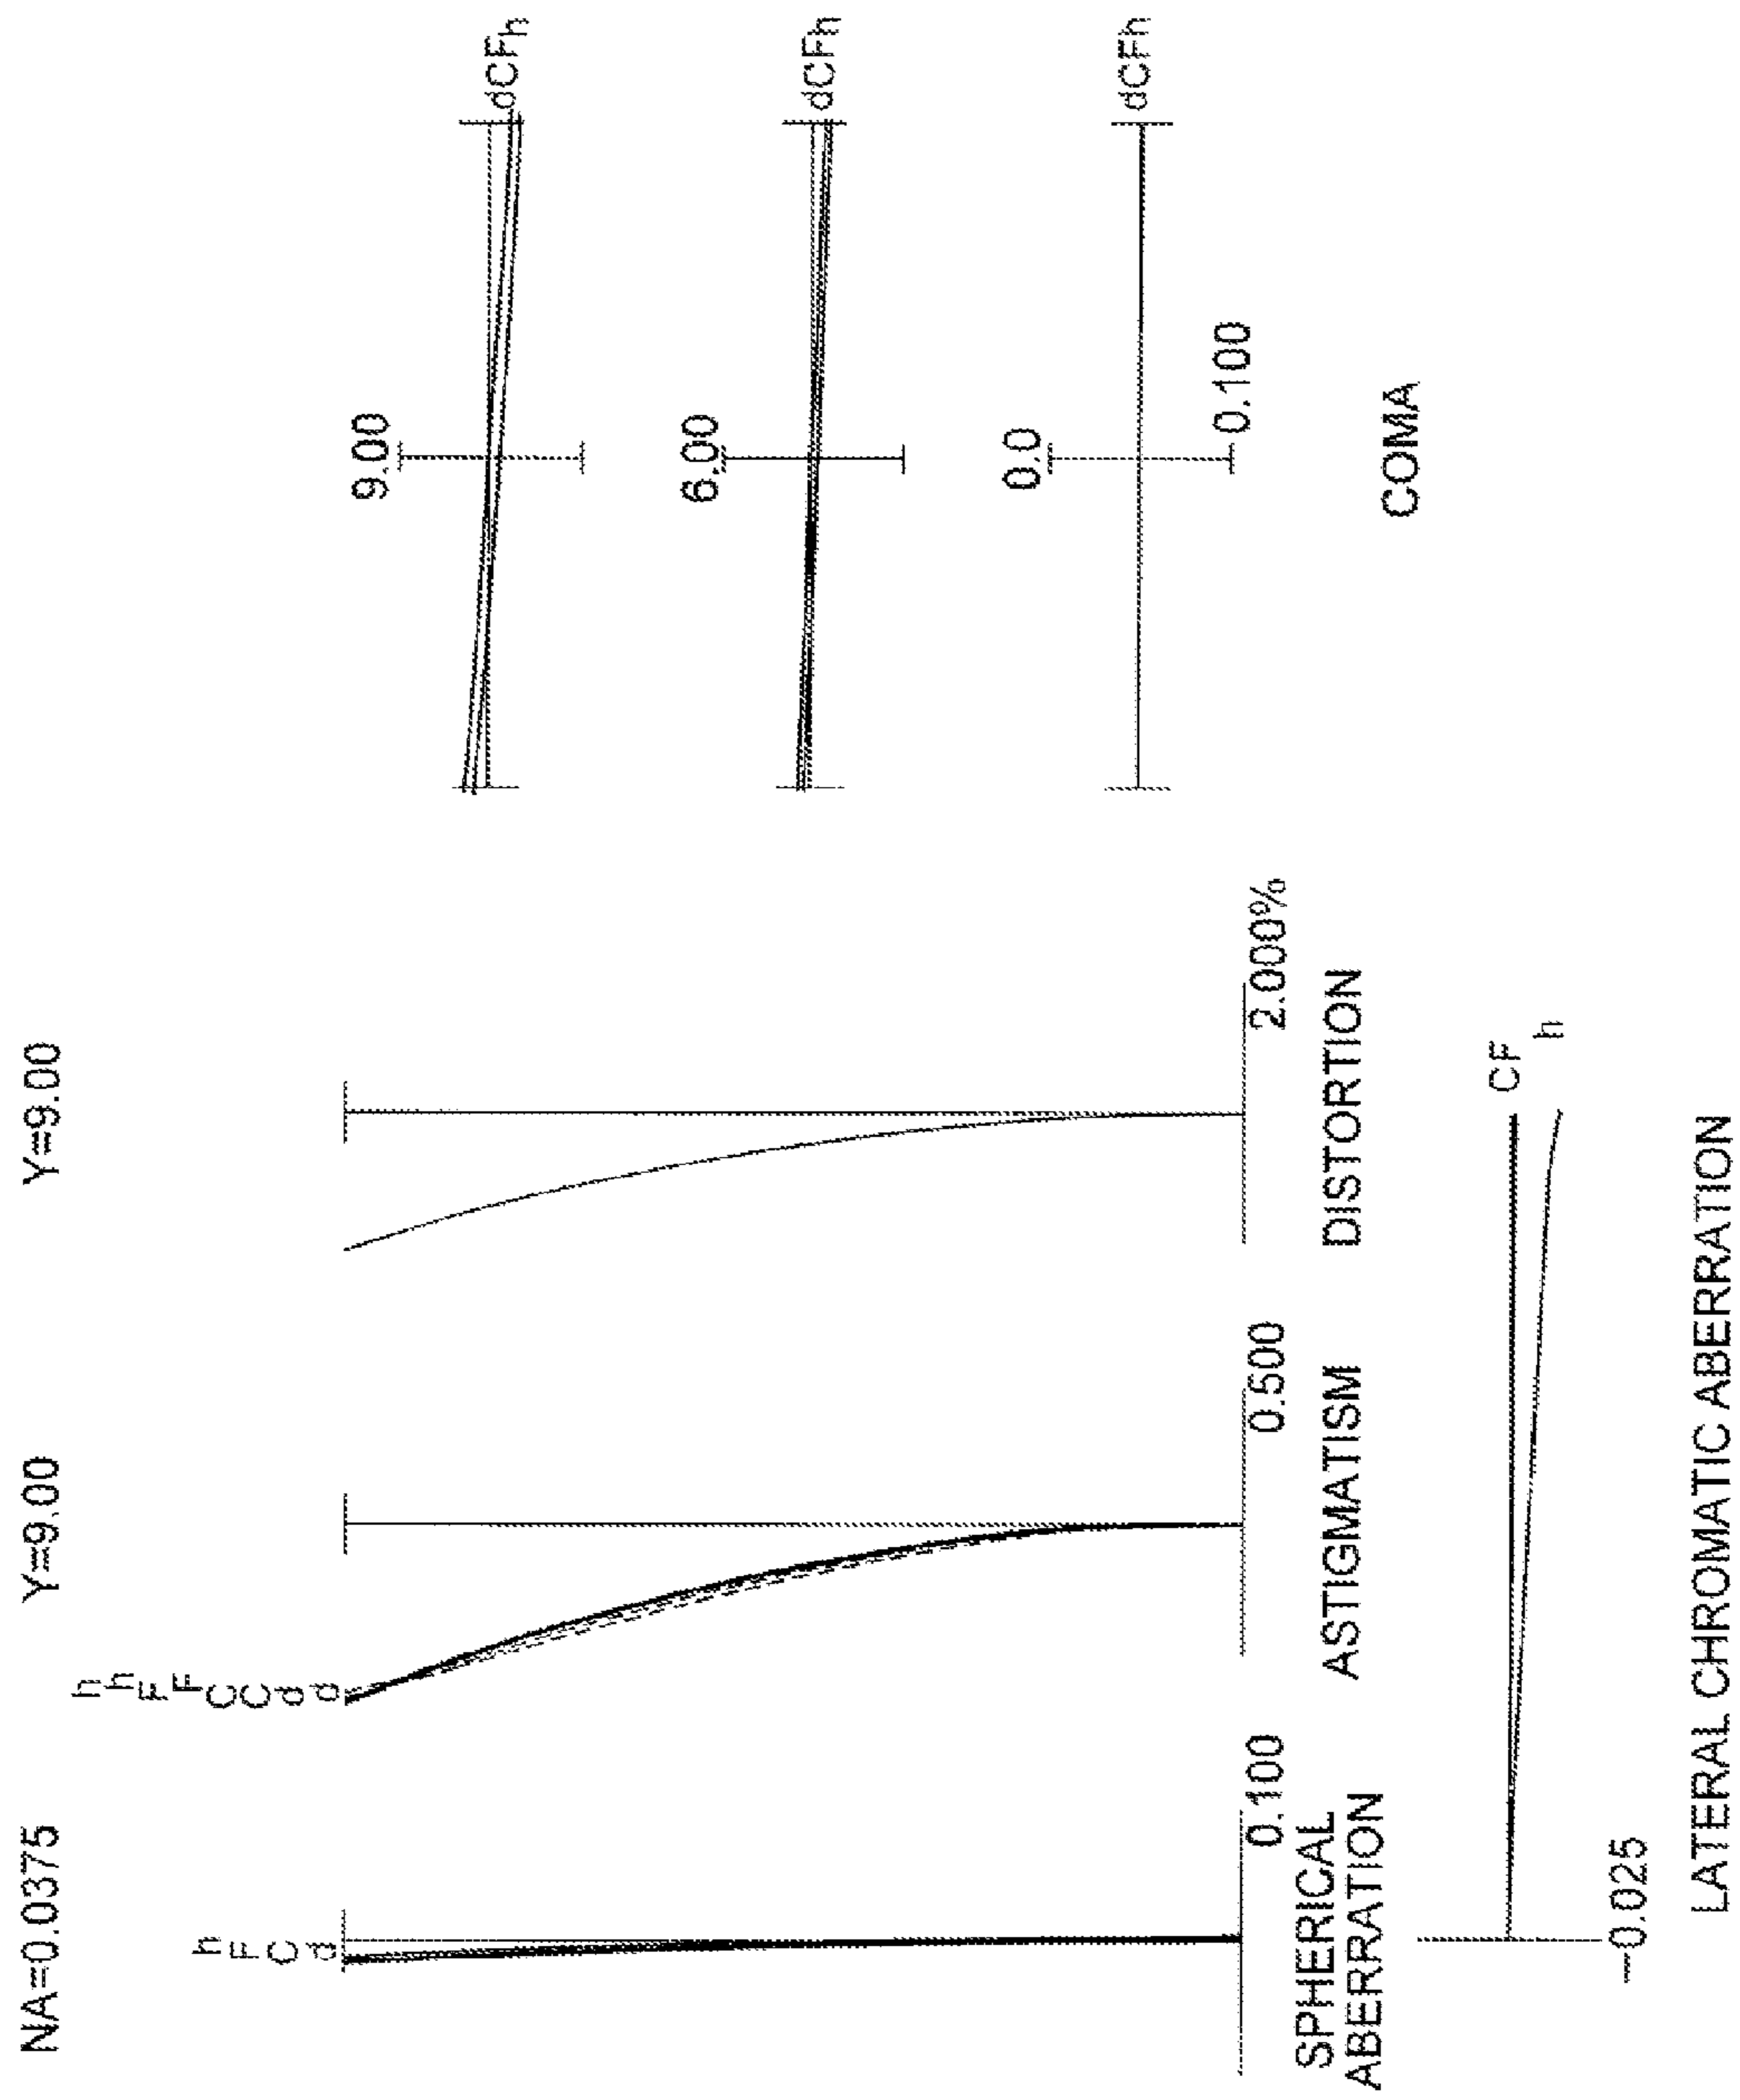 NA=0.0375
Y=9.00
Y=9.00
h
F
C
d
h
h
F
F
C
C
d
d
0.100
0.500
2.000%
SPHERICAL
ABERRATION
ASTIGMATISM
DISTORTION
9.00
dCFh
6.00
dCFh
0.0
dCFh
0.100
COMA
CF
h
-0.025
LATERAL CHROMATIC ABERRATION